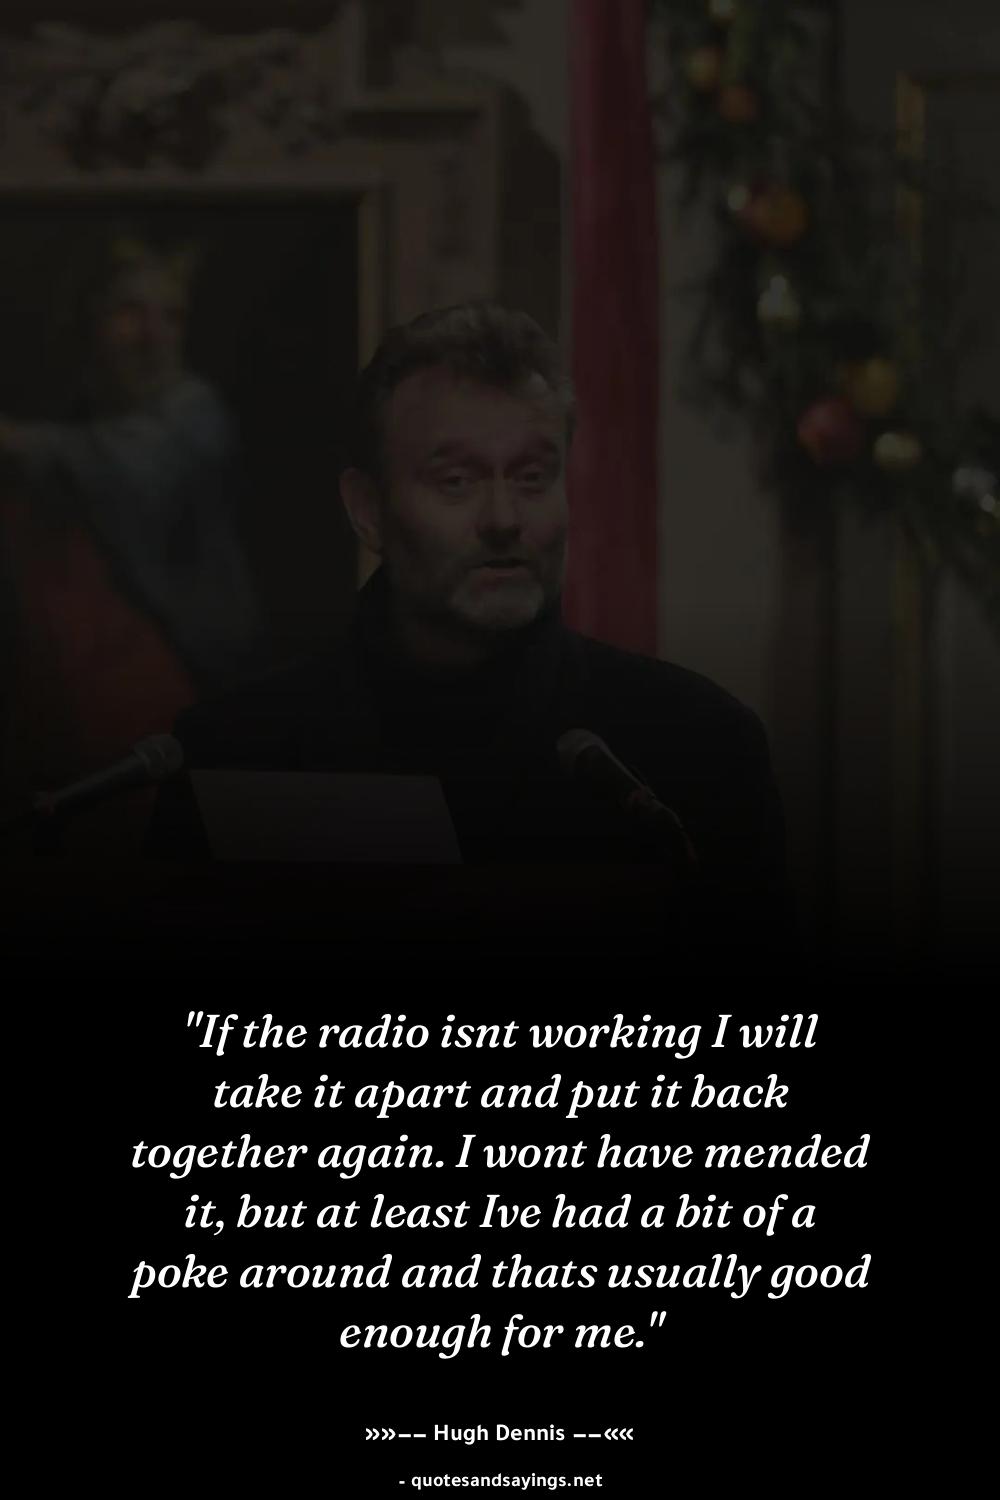 "If the radio isnt working I will
take it apart and put it back
together again. I wont have mended
it, but at least Ive had a bit of a
poke around and thats usually good
enough for me."
»»–– Hugh Dennis ––««
- quotesandsayings.net